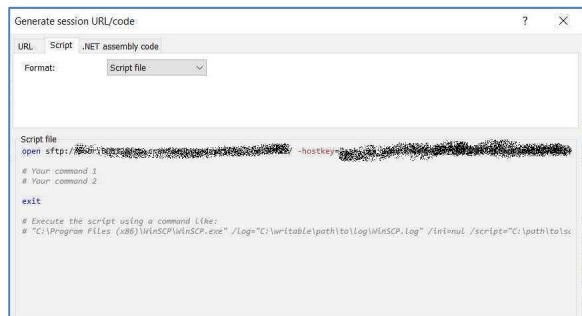 Generate session URL/code ? ×
URL Script .NET assembly code
Format: Script file
Script file
open sftp:// / -hostkey=
# Your command 1
# Your command 2
exit
# Execute the script using a command like:
# "C:\Program Files (x86)\WinSCP\WinSCP.exe" /log="C:\writable\path\to\log\WinSCP.log" /ini=nul /script="C:\path\to\sc